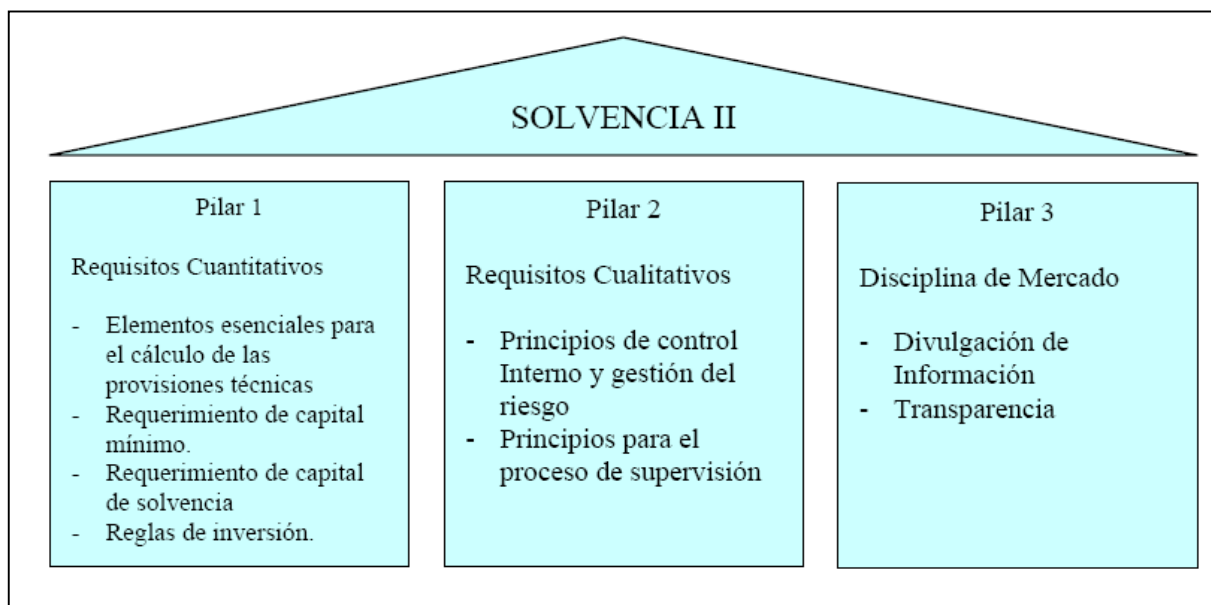 SOLVENCIA II
Pilar 1
Requisitos Cuantitativos
- Elementos esenciales para
el cálculo de las
provisiones técnicas
- Requerimiento de capital
mínimo.
- Requerimiento de capital
de solvencia
- Reglas de inversión.
Pilar 2
Requisitos Cualitativos
- Principios de control
Interno y gestión del
riesgo
- Principios para el
proceso de supervisión
Pilar 3
Disciplina de Mercado
- Divulgación de
Información
- Transparencia